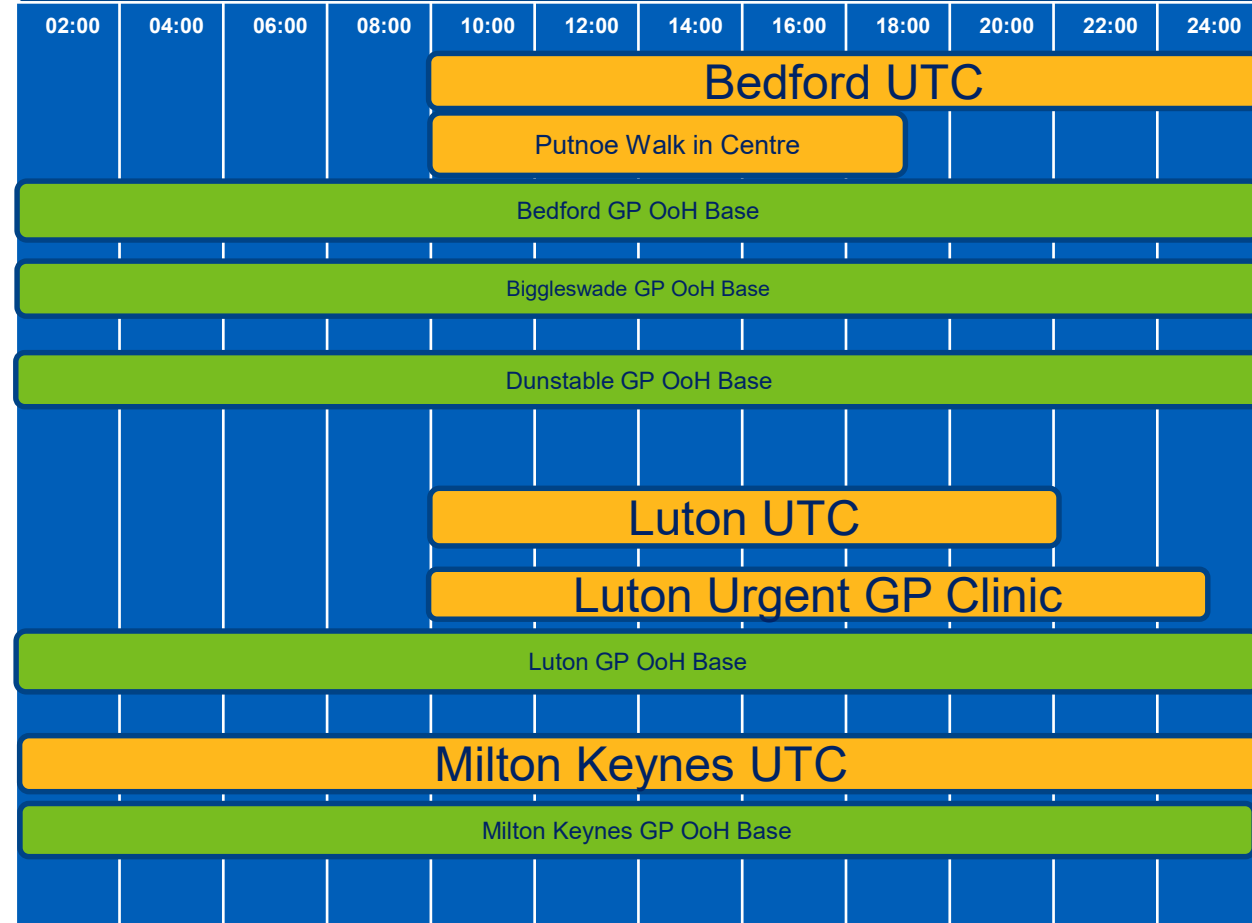 02:00 04:00 06:00 08:00 10:00 12:00 14:00 16:00 18:00 20:00 22:00 24:00
Bedford UTC
Putnoe Walk in Centre
Bedford GP OoH Base
Biggleswade GP OoH Base
Dunstable GP OoH Base
Luton UTC
Luton Urgent GP Clinic
Luton GP OoH Base
Milton Keynes UTC
Milton Keynes GP OoH Base